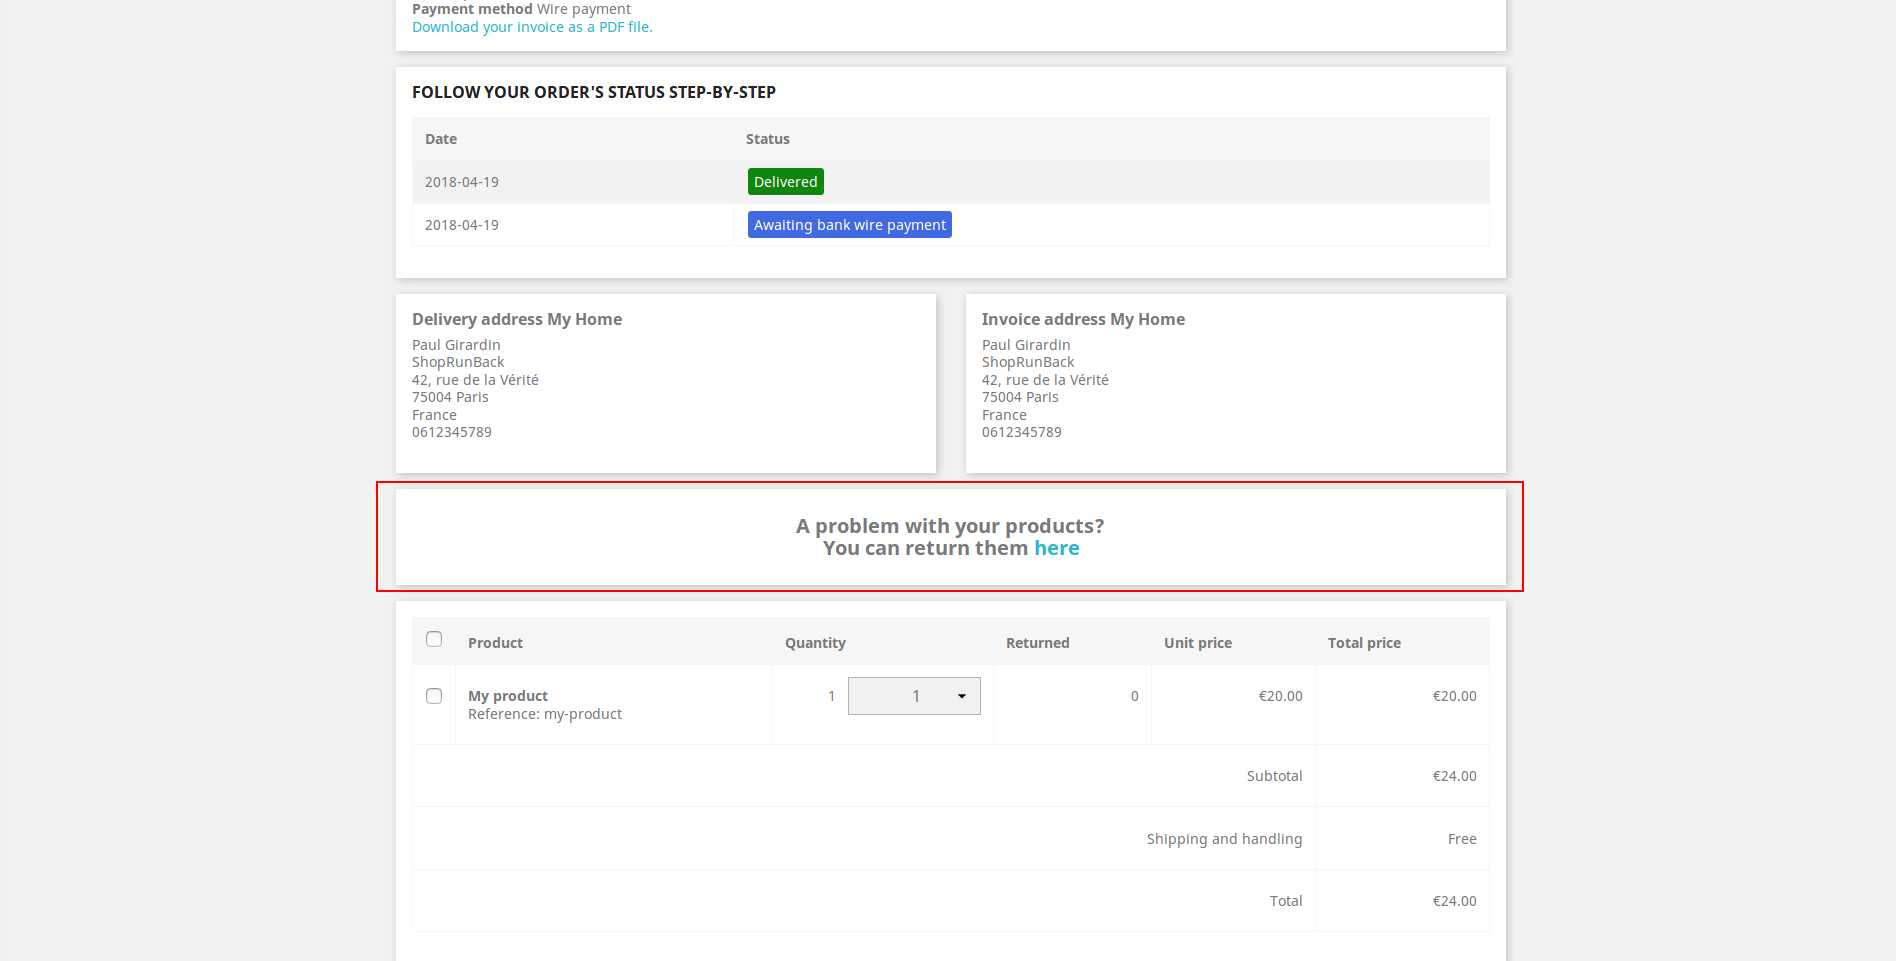 Payment method Wire payment
Download your invoice as a PDF file.
FOLLOW YOUR ORDER'S STATUS STEP-BY-STEP
Date Status
2018-04-19 Delivered
2018-04-19 Awaiting bank wire payment
Delivery address My Home
Paul Girardin
ShopRunBack
42, rue de la Vérité
75004 Paris
France
0612345789
Invoice address My Home
Paul Girardin
ShopRunBack
42, rue de la Vérité
75004 Paris
France
0612345789
A problem with your products?
You can return them here
Product Quantity Returned Unit price Total price
My product 1 1 0 €20.00 €20.00
Reference: my-product
Subtotal €24.00
Shipping and handling Free
Total €24.00